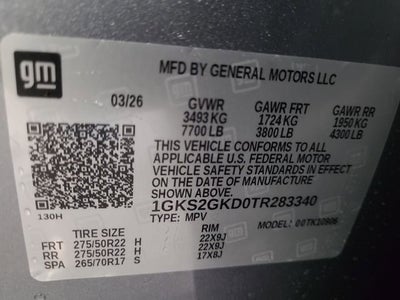 gm
MFD BY GENERAL MOTORS LLC
03/26 GVWR GAWR FRT GAWR RR
3493 KG 1724 KG 1950 KG
7700 LB 3800 LB 4300 LB
THIS VEHICLE CONFORMS TO ALL
APPLICABLE U.S. FEDERAL MOTOR
VEHICLE SAFETY STANDARDS IN EFFECT
ON THE DATE OF MANUFACTURE
SHOWN ABOVE.
1GKS2GKD0TR283340
130H TYPE: MPV MODEL: 00TK10906
TIRE SIZE RIM
FRT 275/50R22 H 22X9J
RR 275/50R22 H 22X9J
SPA 265/70R17 S 17X8J